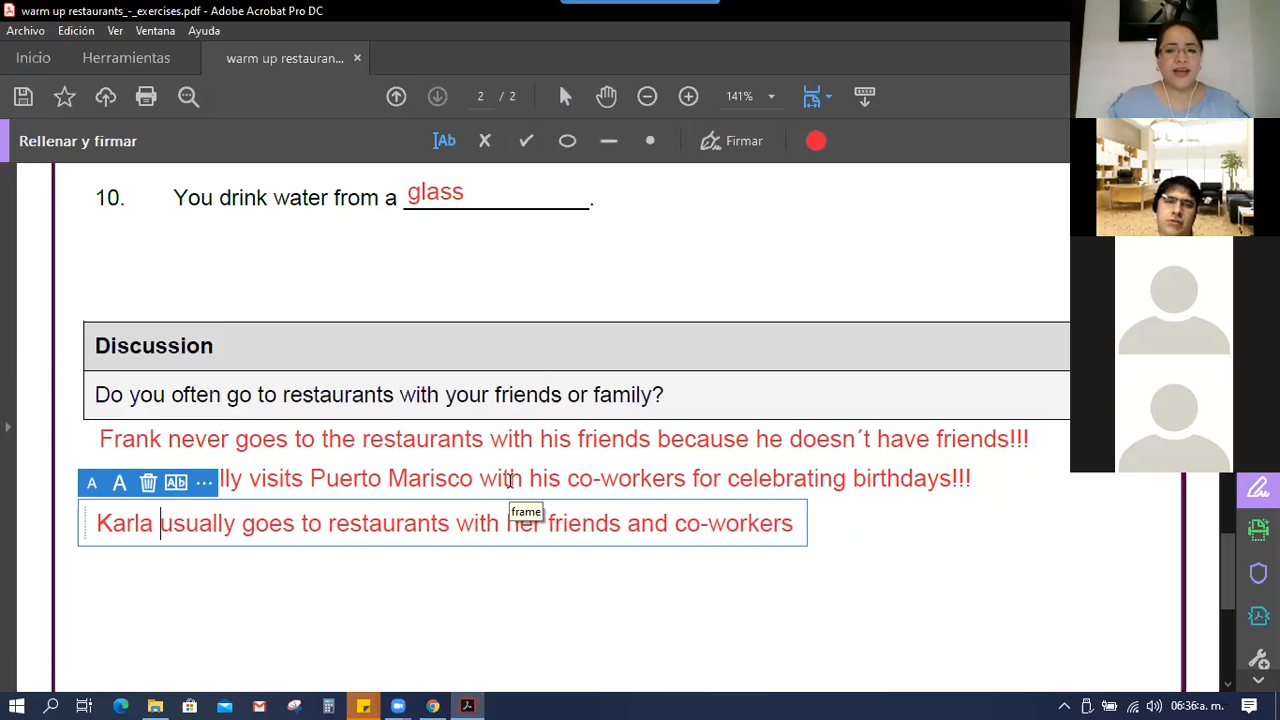 warm up restaurants_-_exercises.pdf - Adobe Acrobat Pro DC
Archivo Edición Ver Ventana Ayuda
Inicio Herramientas warm up restauran... ×
2 / 2 141%
Rellenar y firmar Ab Firmar
10. You drink water from a glass.
Discussion
Do you often go to restaurants with your friends or family?
Frank never goes to the restaurants with his friends because he doesn´t have friends!!!
lly visits Puerto Marisco with his co-workers for celebrating birthdays!!!
A A Ab ...
frame
Karla usually goes to restaurants with her friends and co-workers
06:36 a. m.